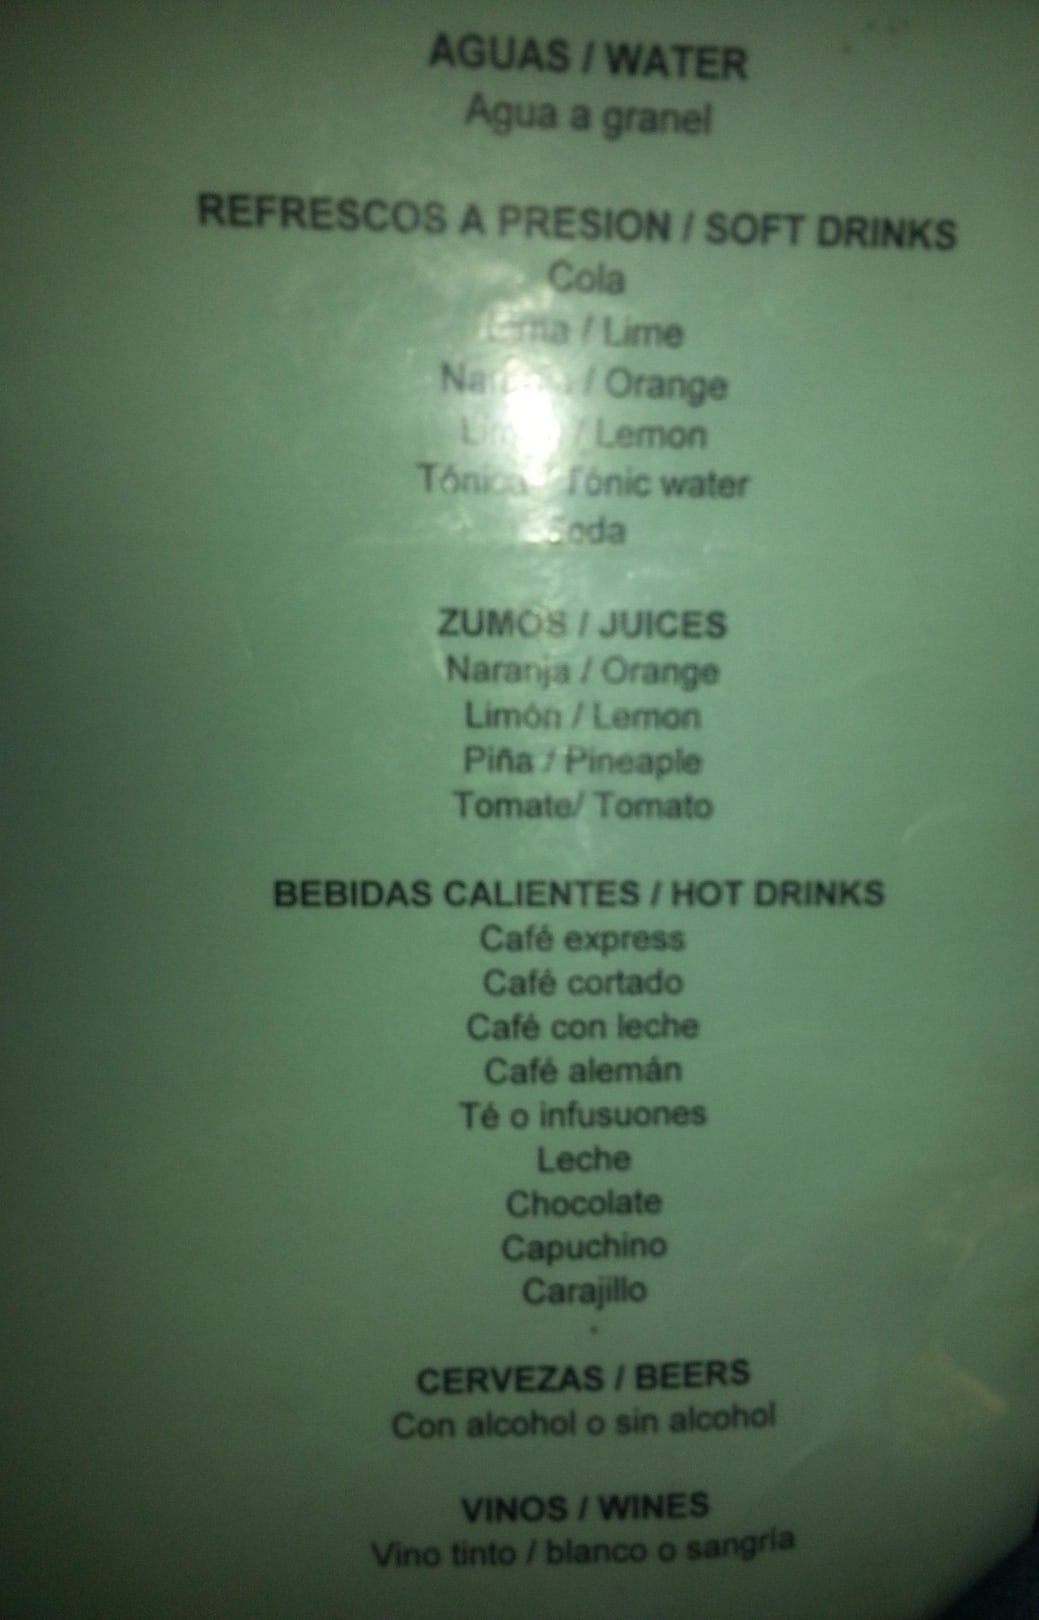 AGUAS / WATER
Agua a granel
REFRESCOS A PRESION / SOFT DRINKS
Cola
/ Lime
/ Orange
/ Lemon
Tónica / Tónic water
Soda
ZUMOS / JUICES
Naranja / Orange
Limón / Lemon
Piña / Pineaple
Tomate/ Tomato
BEBIDAS CALIENTES / HOT DRINKS
Café express
Café cortado
Café con leche
Café alemán
Té o infusuones
Leche
Chocolate
Capuchino
Carajillo
CERVEZAS / BEERS
Con alcohol o sin alcohol
VINOS / WINES
Vino tinto / blanco o sangría